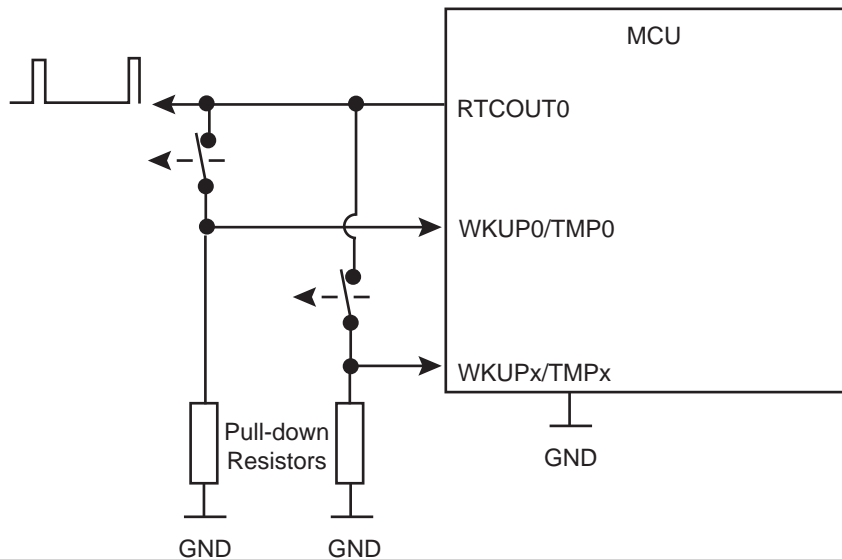 MCU
RTCOUT0
WKUP0/TMP0
WKUPx/TMPx
Pull-down
Resistors
GND
GND
GND